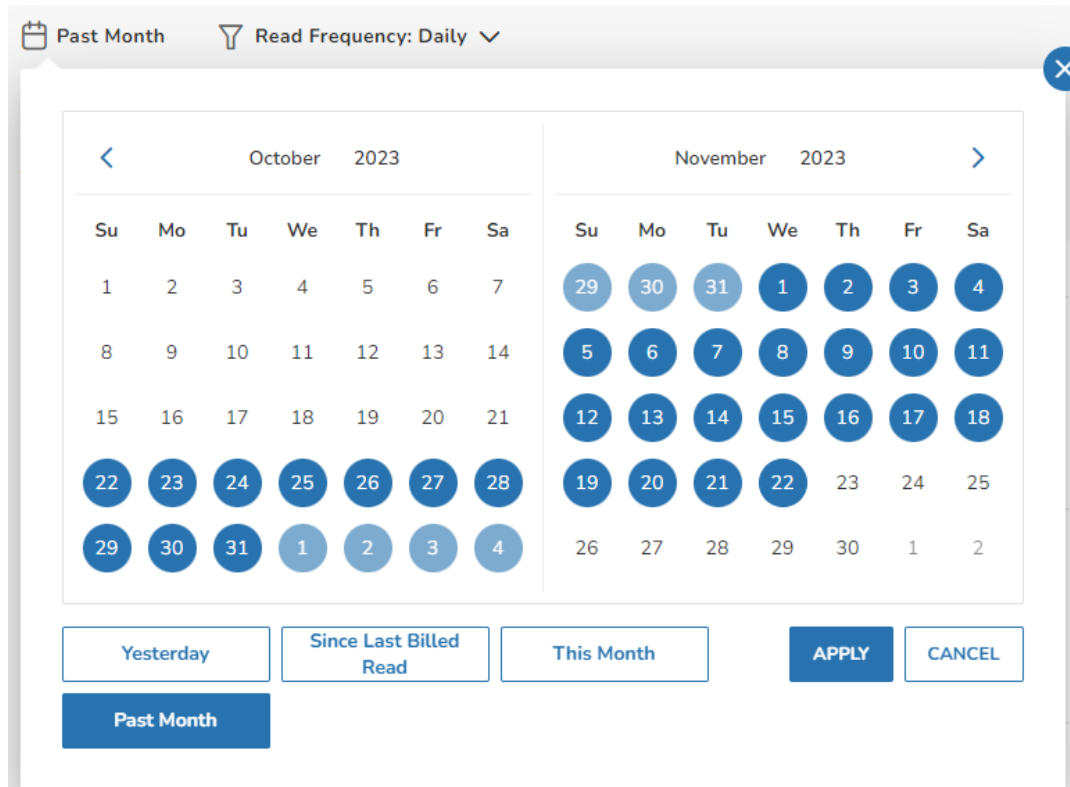 Past Month Read Frequency: Daily
October 2023 November 2023
Su Mo Tu We Th Fr Sa Su Mo Tu We Th Fr Sa
1 2 3 4 5 6 7 29 30 31 1 2 3 4
8 9 10 11 12 13 14 5 6 7 8 9 10 11
15 16 17 18 19 20 21 12 13 14 15 16 17 18
22 23 24 25 26 27 28 19 20 21 22 23 24 25
29 30 31 1 2 3 4 26 27 28 29 30 1 2
Yesterday Since Last Billed Read This Month APPLY CANCEL
Past Month